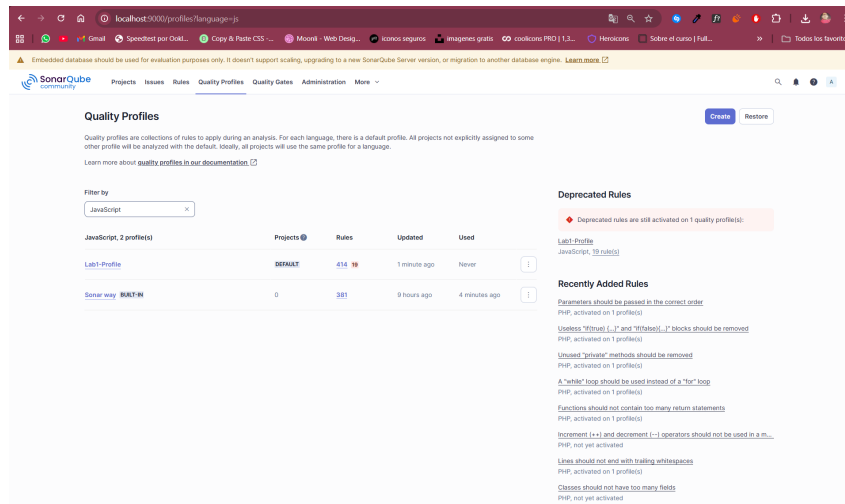 localhost:9000/profiles?language=js
Gmail
Speedtest por Ookl...
Copy & Paste CSS -...
Moonli - Web Desig...
iconos seguros
imagenes gratis
coolicons PRO | 1,3...
Heroicons
Sobre el curso | Full...
»
Todos los favorito
Embedded database should be used for evaluation purposes only. It doesn't support scaling, upgrading to a new SonarQube Server version, or migration to another database engine. Learn more
SonarQube
community
Projects Issues Rules Quality Profiles Quality Gates Administration More
A
Quality Profiles
Create
Restore
Quality profiles are collections of rules to apply during an analysis. For each language, there is a default profile. All projects not explicitly assigned to some
other profile will be analyzed with the default. Ideally, all projects will use the same profile for a language.
Learn more about quality profiles in our documentation
Filter by
JavaScript
JavaScript, 2 profile(s) Projects Rules Updated Used
Lab1-Profile DEFAULT 414 19 1 minute ago Never
Sonar way BUILT-IN 0 381 9 hours ago 4 minutes ago
Deprecated Rules
Deprecated rules are still activated on 1 quality profile(s):
Lab1-Profile
JavaScript, 19 rule(s)
Recently Added Rules
Parameters should be passed in the correct order
PHP, activated on 1 profile(s)
Useless "if(true) {...}" and "if(false){...}" blocks should be removed
PHP, activated on 1 profile(s)
Unused "private" methods should be removed
PHP, activated on 1 profile(s)
A "while" loop should be used instead of a "for" loop
PHP, activated on 1 profile(s)
Functions should not contain too many return statements
PHP, activated on 1 profile(s)
Increment (++) and decrement (--) operators should not be used in a m...
PHP, not yet activated
Lines should not end with trailing whitespaces
PHP, activated on 1 profile(s)
Classes should not have too many fields
PHP, not yet activated